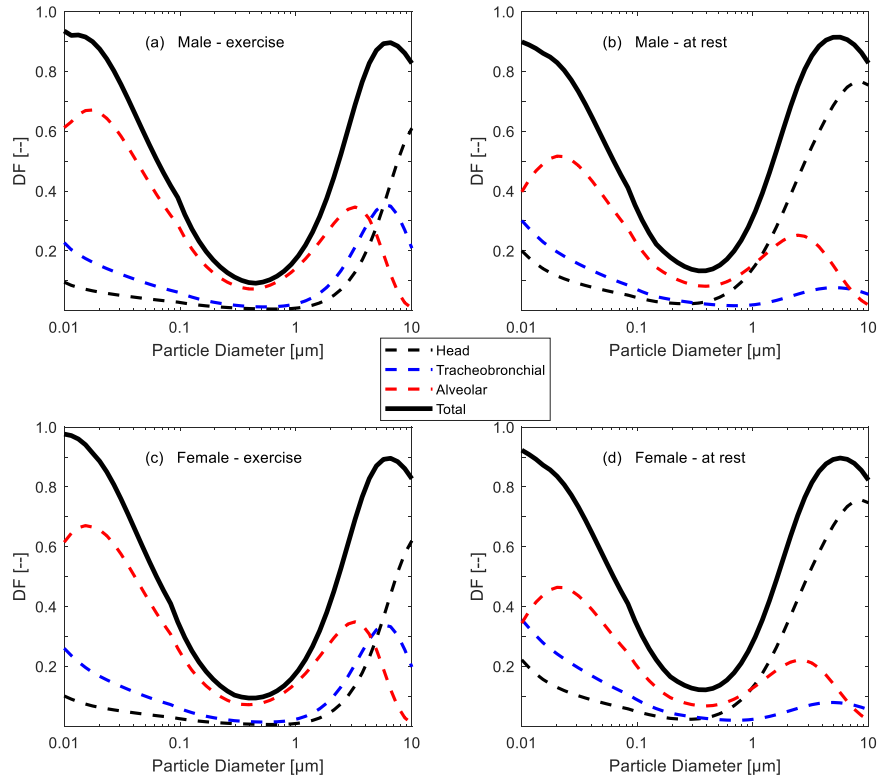 1.0
0.8
0.6
0.4
0.2
DF [--]
(a) Male - exercise
0.01
0.1
1
10
Particle Diameter [µm]
1.0
0.8
0.6
0.4
0.2
DF [--]
(b) Male - at rest
0.01
0.1
1
10
Particle Diameter [µm]
Head
Tracheobronchial
Alveolar
Total
1.0
0.8
0.6
0.4
0.2
DF [--]
(c) Female - exercise
0.01
0.1
1
10
Particle Diameter [µm]
1.0
0.8
0.6
0.4
0.2
DF [--]
(d) Female - at rest
0.01
0.1
1
10
Particle Diameter [µm]